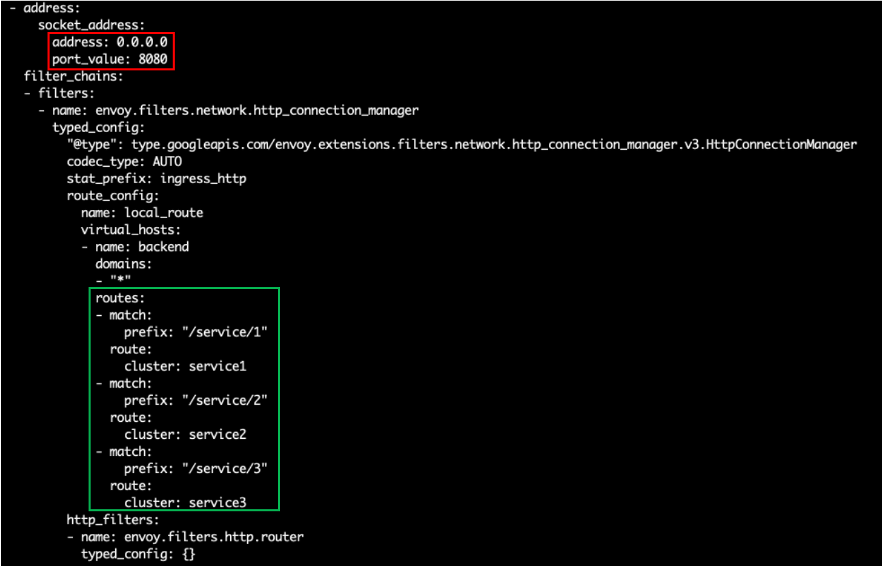 - address:
    socket_address:
      address: 0.0.0.0
      port_value: 8080
  filter_chains:
  - filters:
    - name: envoy.filters.network.http_connection_manager
      typed_config:
        "@type": type.googleapis.com/envoy.extensions.filters.network.http_connection_manager.v3.HttpConnectionManager
        codec_type: AUTO
        stat_prefix: ingress_http
        route_config:
          name: local_route
          virtual_hosts:
          - name: backend
            domains:
            - "*"
            routes:
            - match:
                prefix: "/service/1"
              route:
                cluster: service1
            - match:
                prefix: "/service/2"
              route:
                cluster: service2
            - match:
                prefix: "/service/3"
              route:
                cluster: service3
        http_filters:
        - name: envoy.filters.http.router
          typed_config: {}